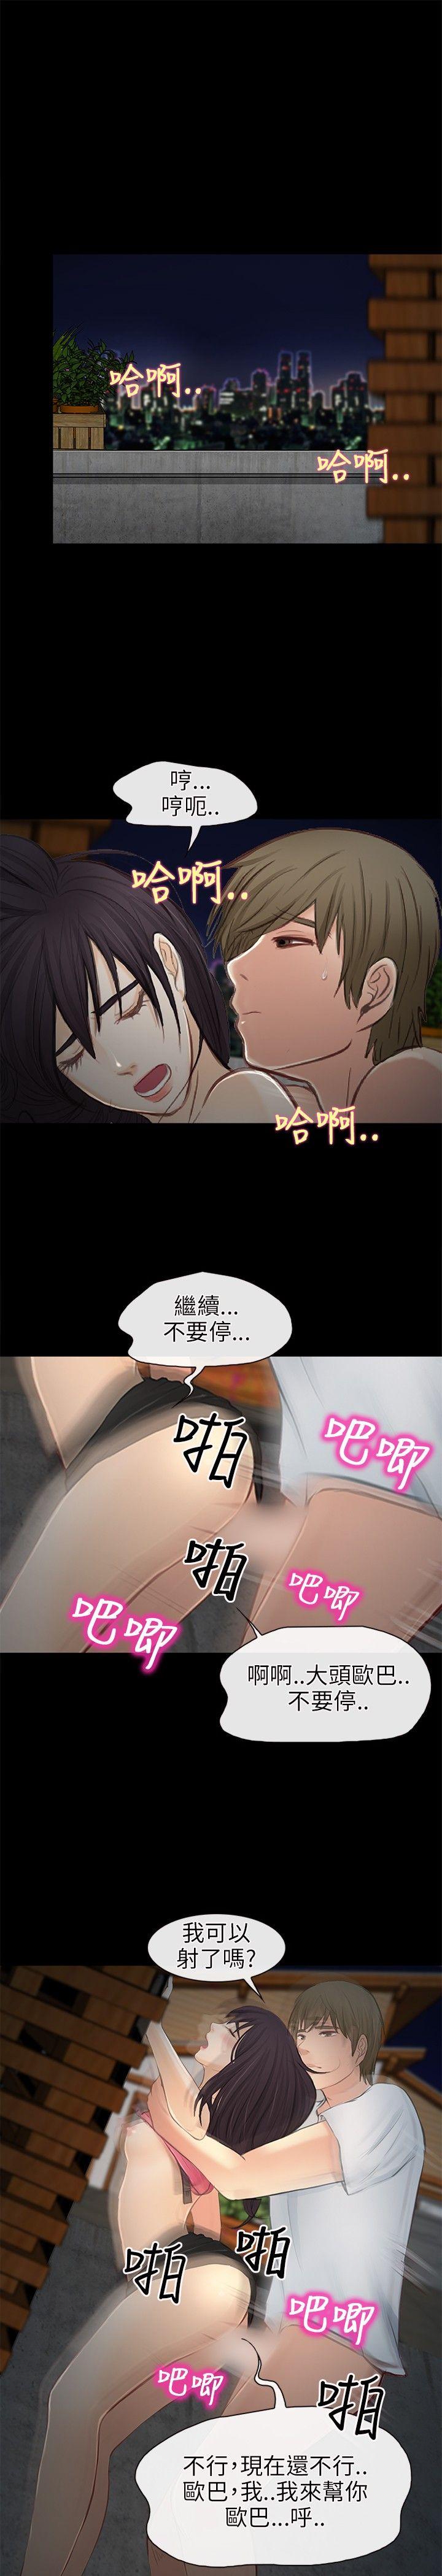 哈啊..
哈啊..
哼...
哼呃..
哈啊..
哈啊..
繼續...
不要停...
啪
吧唧
啪
吧唧
吧唧
啊啊..大頭歐巴..
不要停..
我可以
射了嗎?
啪
啪
吧唧
吧唧
啪
不行,現在還不行..
歐巴,我..我來幫你
歐巴...呼..